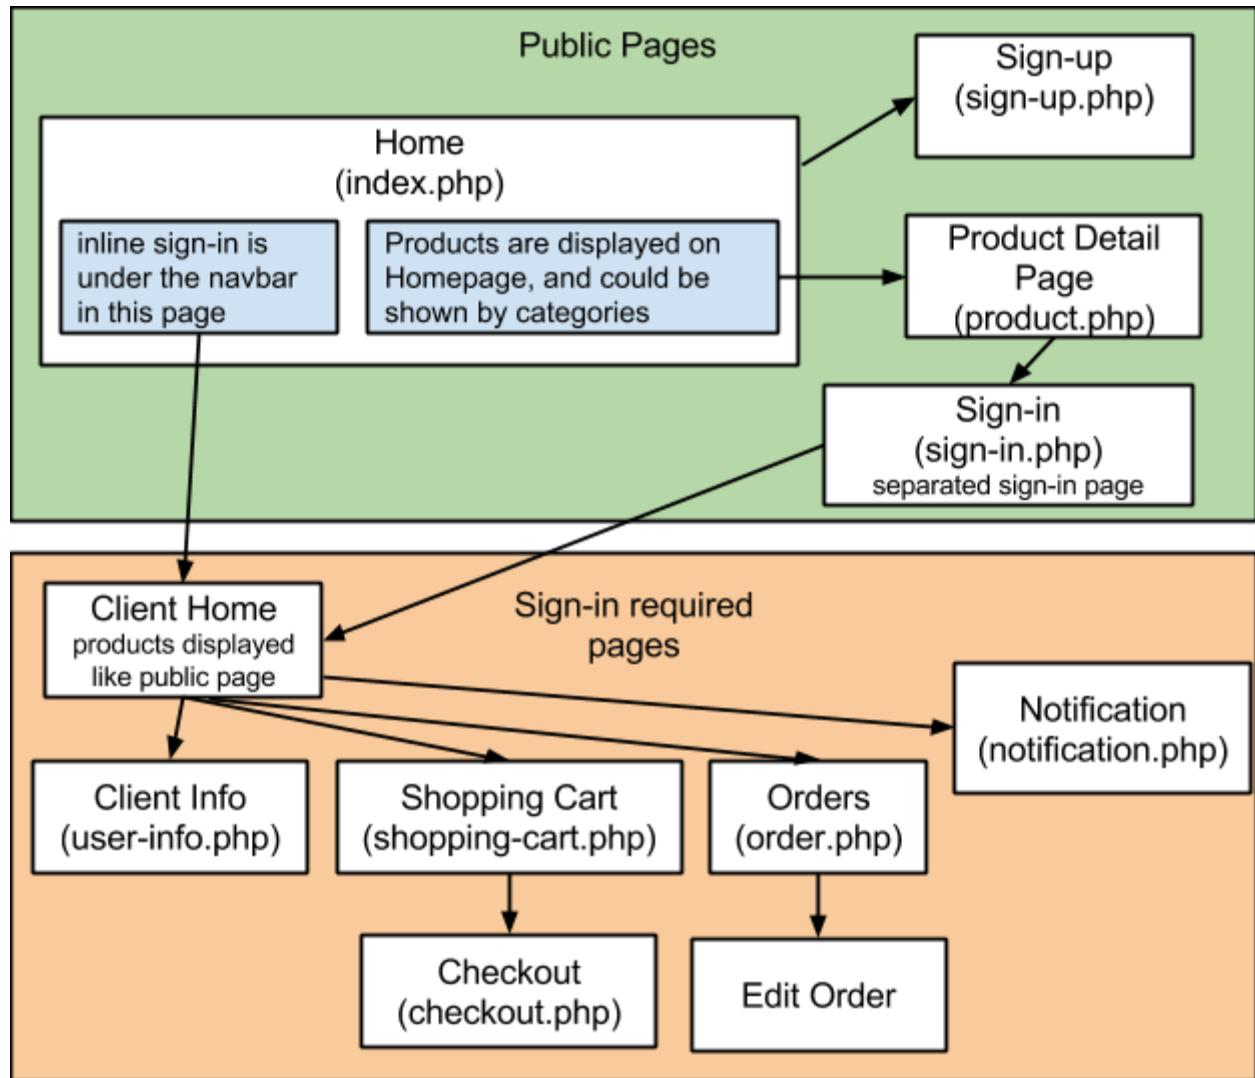 Public Pages
Sign-up
(sign-up.php)
Home
(index.php)
inline sign-in is
under the navbar
in this page
Products are displayed on
Homepage, and could be
shown by categories
Product Detail
Page
(product.php)
Sign-in
(sign-in.php)
separated sign-in page
Sign-in required
pages
Client Home
products displayed
like public page
Notification
(notification.php)
Client Info
(user-info.php)
Shopping Cart
(shopping-cart.php)
Orders
(order.php)
Checkout
(checkout.php)
Edit Order